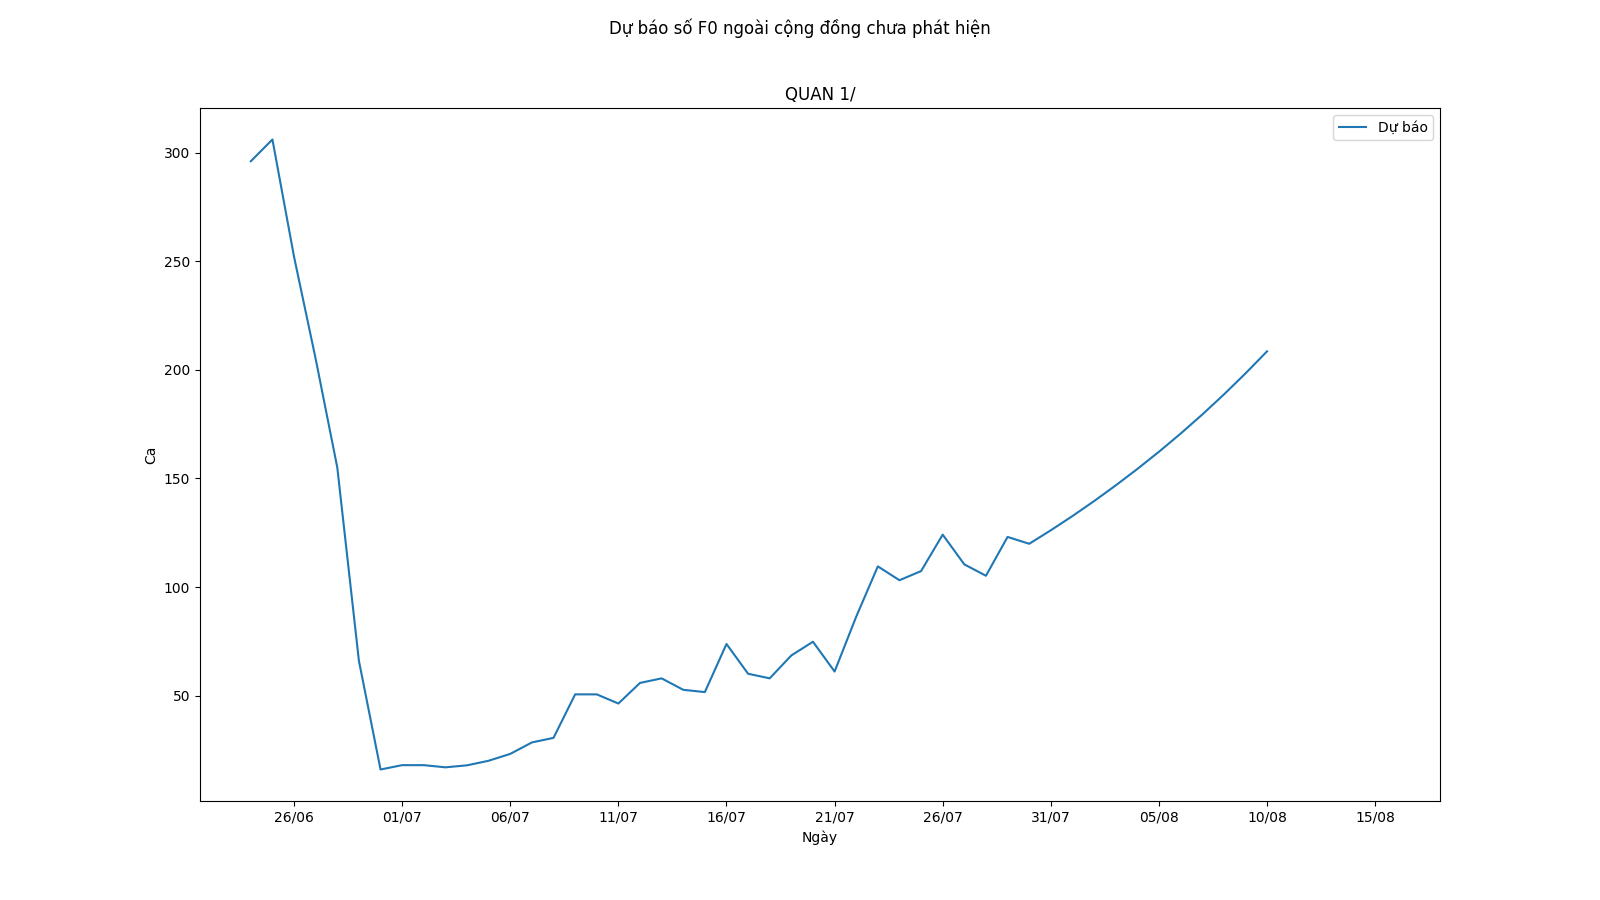 Dự báo số F0 ngoài cộng đồng chưa phát hiện
QUAN 1/
Dự báo
300
250
200
150
100
50
Ca
26/06 01/07 06/07 11/07 16/07 21/07 26/07 31/07 05/08 10/08 15/08
Ngày